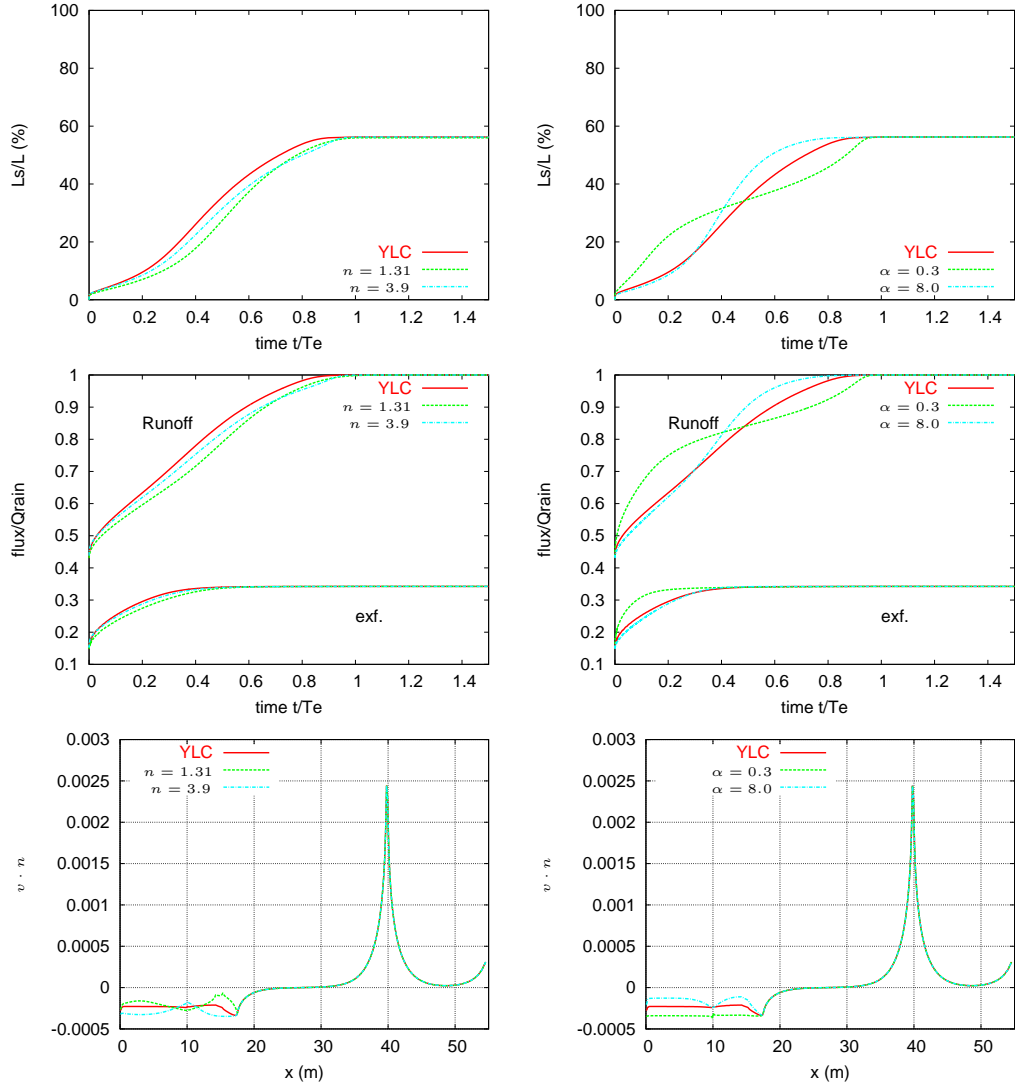 100
80
60
40
20
0
Ls/L (%)
YLC
n = 1.31
n = 3.9
0 0.2 0.4 0.6 0.8 1 1.2 1.4
time t/Te
100
80
60
40
20
0
Ls/L (%)
YLC
α = 0.3
α = 8.0
0 0.2 0.4 0.6 0.8 1 1.2 1.4
time t/Te
1
0.9
0.8
0.7
0.6
0.5
0.4
0.3
0.2
0.1
flux/Qrain
Runoff
YLC
n = 1.31
n = 3.9
exf.
0 0.2 0.4 0.6 0.8 1 1.2 1.4
time t/Te
1
0.9
0.8
0.7
0.6
0.5
0.4
0.3
0.2
0.1
flux/Qrain
Runoff
YLC
α = 0.3
α = 8.0
exf.
0 0.2 0.4 0.6 0.8 1 1.2 1.4
time t/Te
0.003
0.0025
0.002
0.0015
0.001
0.0005
0
-0.0005
v · n
YLC
n = 1.31
n = 3.9
0 10 20 30 40 50
x (m)
0.003
0.0025
0.002
0.0015
0.001
0.0005
0
-0.0005
v · n
YLC
α = 0.3
α = 8.0
0 10 20 30 40 50
x (m)